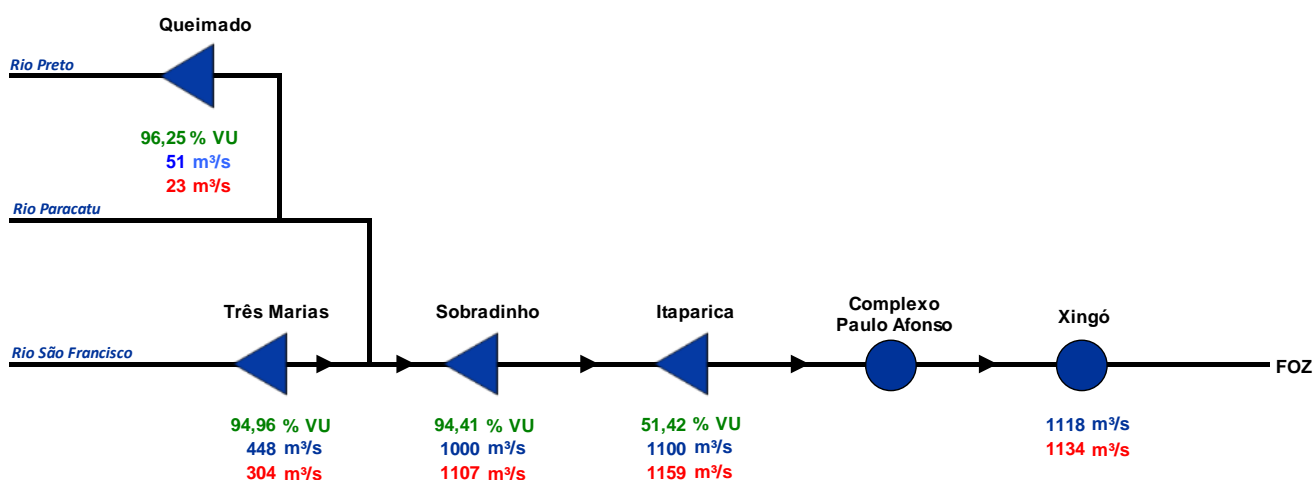 Queimado
Rio Preto
96,25 % VU
51 m³/s
23 m³/s
Rio Paracatu
Três Marias
Sobradinho
Itaparica
Complexo
Paulo Afonso
Xingó
Rio São Francisco
FOZ
94,96 % VU
448 m³/s
304 m³/s
94,41 % VU
1000 m³/s
1107 m³/s
51,42 % VU
1100 m³/s
1159 m³/s
1118 m³/s
1134 m³/s